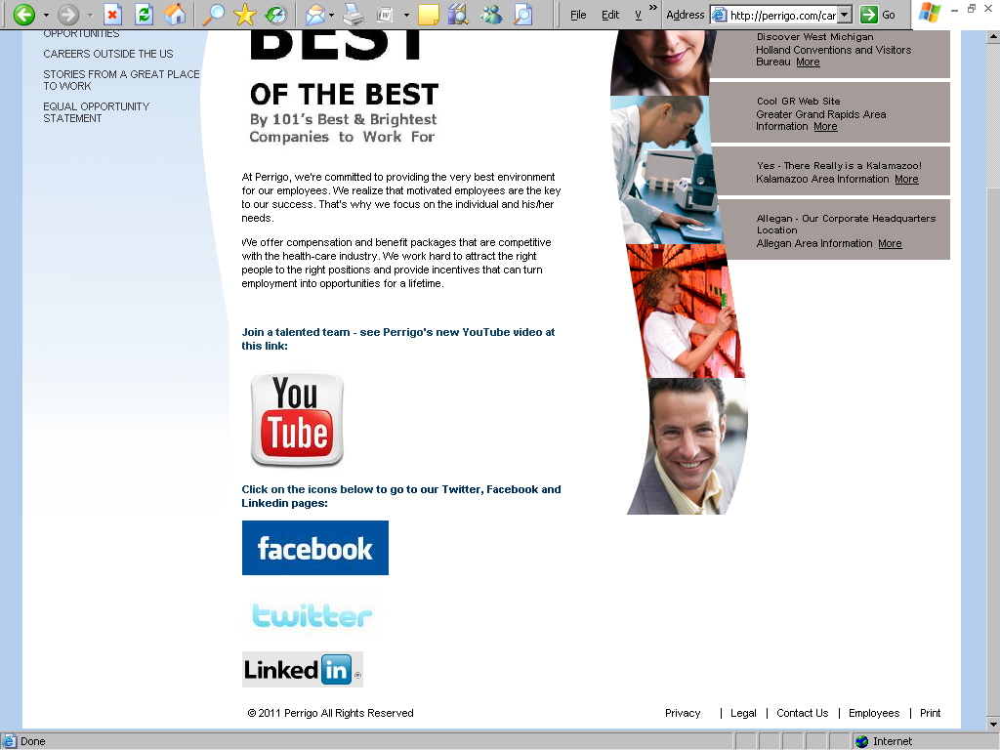 File Edit V » Address http://perrigo.com/car Go
OPPORTUNITIES
CAREERS OUTSIDE THE US
STORIES FROM A GREAT PLACE
TO WORK
EQUAL OPPORTUNITY
STATEMENT
BEST
OF THE BEST
By 101's Best & Brightest
Companies to Work For
At Perrigo, we're committed to providing the very best environment
for our employees. We realize that motivated employees are the key
to our success. That's why we focus on the individual and his/her
needs.
We offer compensation and benefit packages that are competitive
with the health-care industry. We work hard to attract the right
people to the right positions and provide incentives that can turn
employment into opportunities for a lifetime.
Join a talented team - see Perrigo's new YouTube video at
this link:
You
Tube
Click on the icons below to go to our Twitter, Facebook and
Linkedin pages:
facebook
twitter
Linked in ®
Discover West Michigan
Holland Conventions and Visitors
Bureau More
Cool GR Web Site
Greater Grand Rapids Area
Information More
Yes - There Really is a Kalamazoo!
Kalamazoo Area Information More
Allegan - Our Corporate Headquarters
Location
Allegan Area Information More
© 2011 Perrigo All Rights Reserved
Privacy | Legal | Contact Us | Employees | Print
Done
Internet